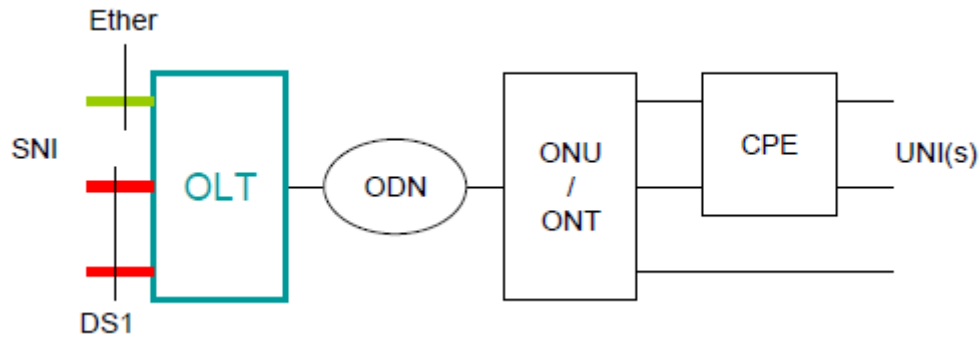 Ether
SNI
OLT
ODN
ONU
/
ONT
CPE
UNI(s)
DS1